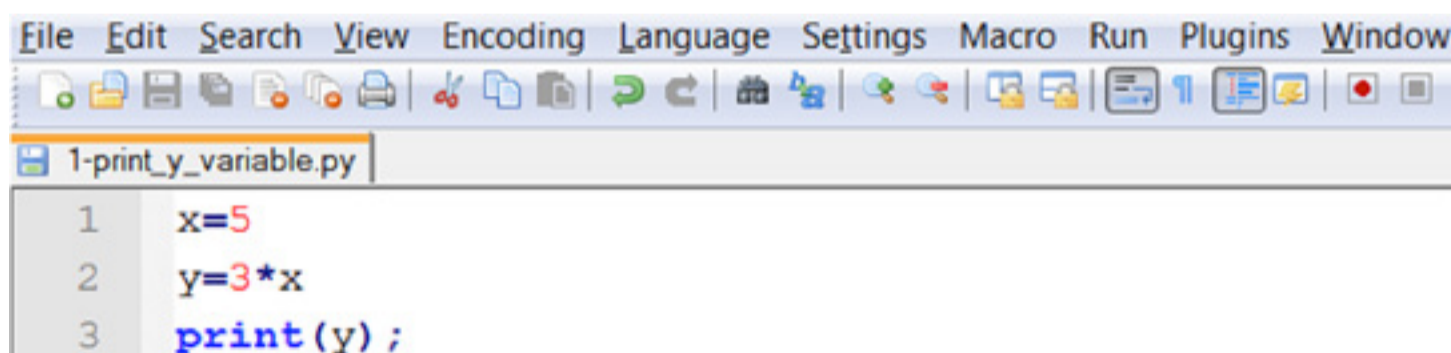 File Edit Search View Encoding Language Settings Macro Run Plugins Window
1-print_y_variable.py
1 x=5
2 y=3*x
3 print(y);